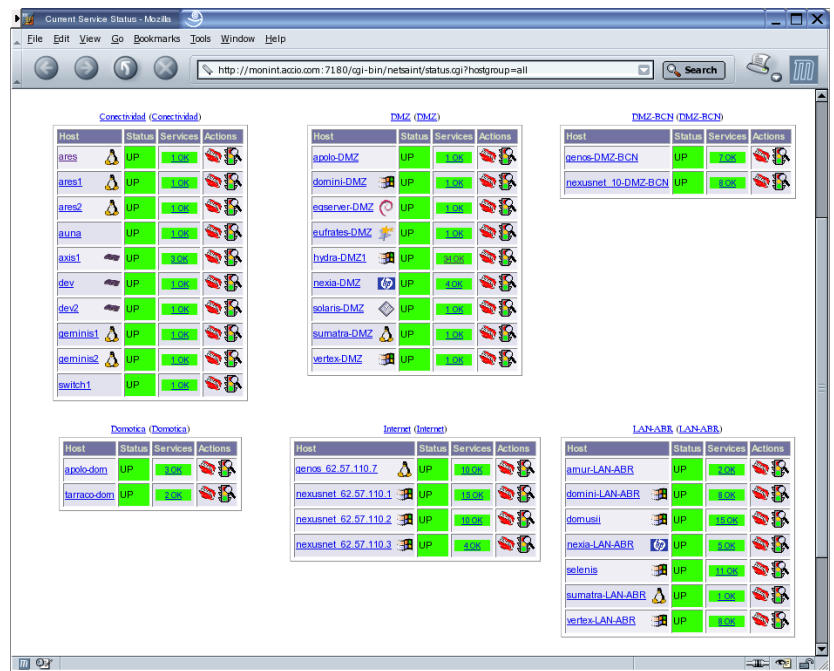 Current Service Status - Mozilla
File Edit View Go Bookmarks Tools Window Help
http://monint.accio.com:7180/cgi-bin/netsaint/status.cgi?hostgroup=all Search
Conectividad (Conectividad)
Host Status Services Actions
ares UP 1 OK
ares1 UP 1 OK
ares2 UP 1 OK
auna UP 1 OK
axis1 UP 3 OK
dev UP 1 OK
dev2 UP 1 OK
geminis1 UP 1 OK
geminis2 UP 1 OK
switch1 UP 1 OK
DMZ (DMZ)
Host Status Services Actions
apolo-DMZ UP 1 OK
domini-DMZ UP 1 OK
eqserver-DMZ UP 1 OK
eufrates-DMZ UP 1 OK
hydra-DMZ1 UP 34 OK
nexia-DMZ UP 4 OK
solaris-DMZ UP 1 OK
sumatra-DMZ UP 1 OK
vertex-DMZ UP 1 OK
DMZ-BCN (DMZ-BCN)
Host Status Services Actions
genos-DMZ-BCN UP 7 OK
nexusnet_10-DMZ-BCN UP 8 OK
Domotica (Domotica)
Host Status Services Actions
apolo-dom UP 3 OK
tarraco-dom UP 2 OK
Internet (Internet)
Host Status Services Actions
genos_62.57.110.7 UP 10 OK
nexusnet_62.57.110.1 UP 15 OK
nexusnet_62.57.110.2 UP 10 OK
nexusnet_62.57.110.3 UP 4 OK
LAN-ABR (LAN-ABR)
Host Status Services Actions
amur-LAN-ABR UP 2 OK
domini-LAN-ABR UP 8 OK
domusii UP 15 OK
nexia-LAN-ABR UP 5 OK
selenis UP 11 OK
sumatra-LAN-ABR UP 1 OK
vertex-LAN-ABR UP 8 OK